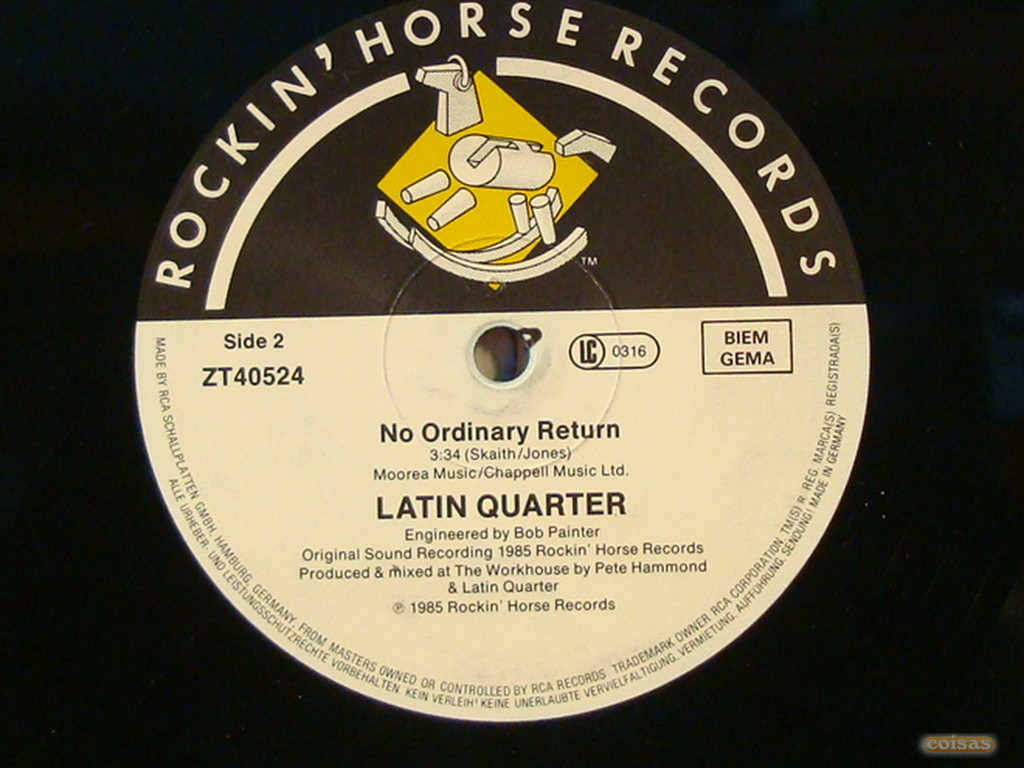 ROCKIN' HORSE RECORDS
TM
Side 2
ZT40524
LC 0316
BIEM
GEMA
No Ordinary Return
3:34 (Skaith/Jones)
Moorea Music/Chappell Music Ltd.
LATIN QUARTER
Engineered by Bob Painter
Original Sound Recording 1985 Rockin' Horse Records
Produced & mixed at The Workhouse by Pete Hammond
& Latin Quarter
℗ 1985 Rockin' Horse Records
MADE BY RCA SCHALLPLATTEN GMBH, HAMBURG, GERMANY, FROM MASTERS OWNED OR CONTROLLED BY RCA RECORDS TRADEMARK OWNER RCA CORPORATION, TM(S) ® REG. MARCA(S) REGISTRADA(S)
ALLE URHEBER- UND LEISTUNGSSCHUTZRECHTE VORBEHALTEN. KEIN VERLEIH! KEINE UNERLAUBTE VERVIELFÄLTIGUNG, VERMIETUNG, AUFFÜHRUNG, SENDUNG! MADE IN GERMANY
coisas